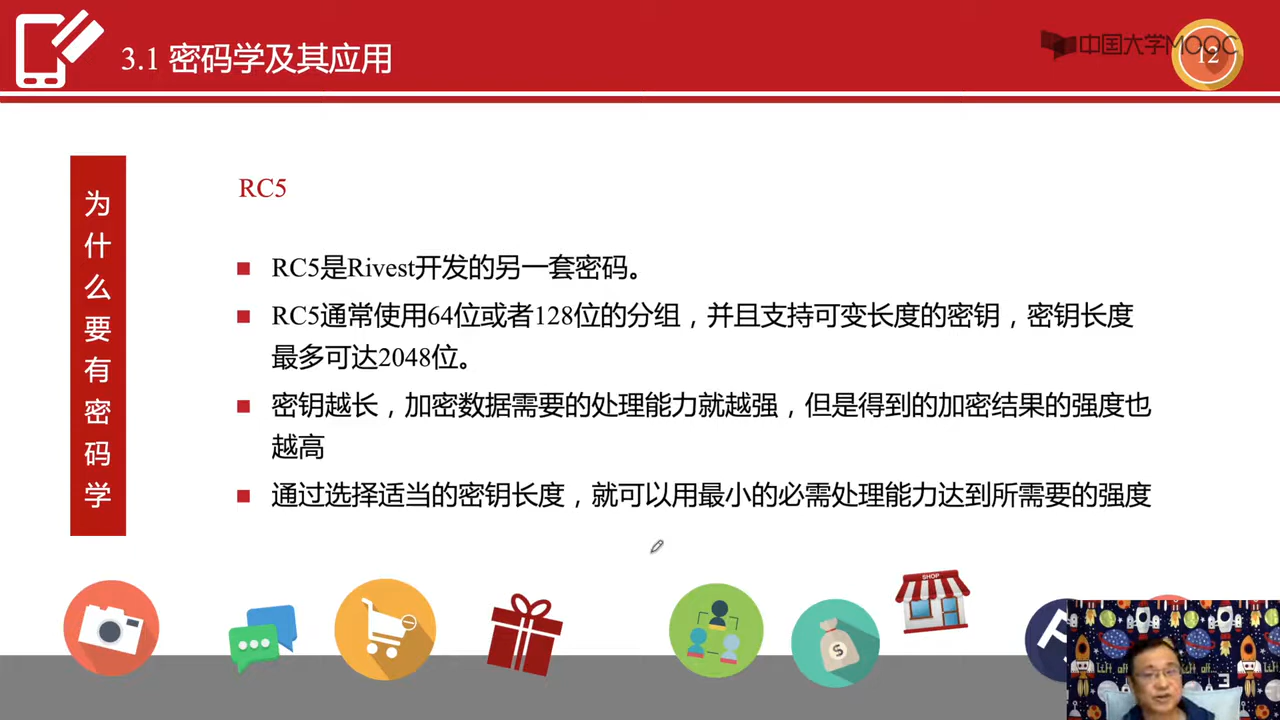 3.1 密码学及其应用
中国大学MOOC
12
为什么要有密码学
RC5
RC5是Rivest开发的另一套密码。
RC5通常使用64位或者128位的分组，并且支持可变长度的密钥，密钥长度
最多可达2048位。
密钥越长，加密数据需要的处理能力就越强，但是得到的加密结果的强度也
越高
通过选择适当的密钥长度，就可以用最小的必需处理能力达到所需要的强度
SHOP
$